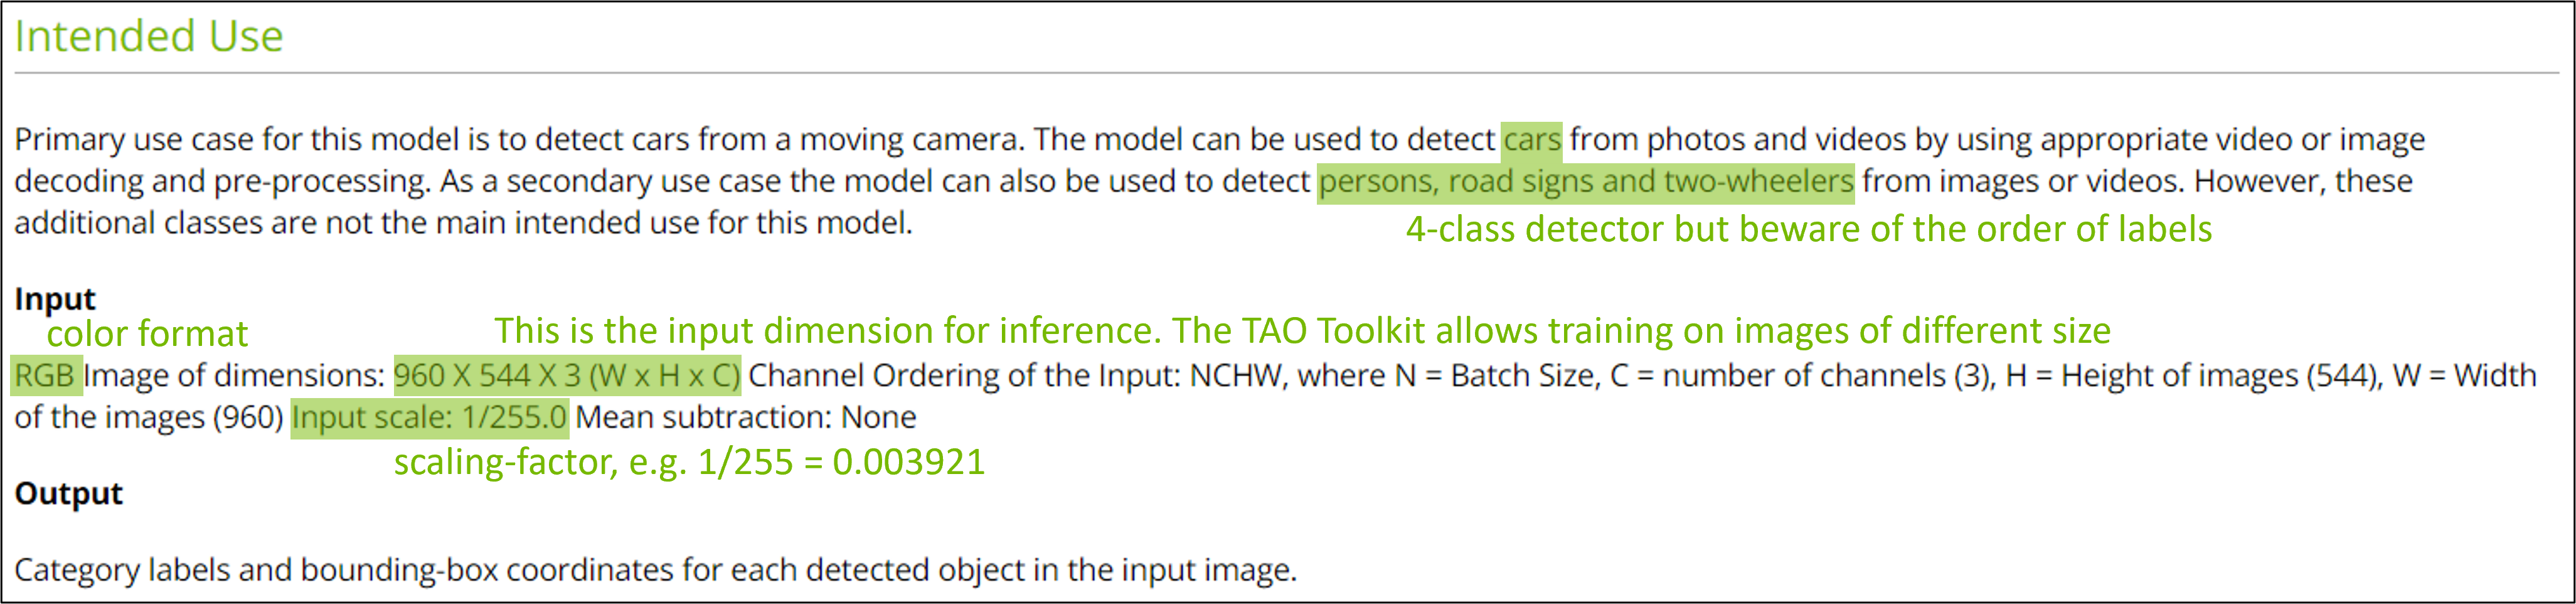 Intended Use
Primary use case for this model is to detect cars from a moving camera. The model can be used to detect cars from photos and videos by using appropriate video or image
decoding and pre-processing. As a secondary use case the model can also be used to detect persons, road signs and two-wheelers from images or videos. However, these
additional classes are not the main intended use for this model.
4-class detector but beware of the order of labels
Input
color format
This is the input dimension for inference. The TAO Toolkit allows training on images of different size
RGB Image of dimensions: 960 X 544 X 3 (W x H x C) Channel Ordering of the Input: NCHW, where N = Batch Size, C = number of channels (3), H = Height of images (544), W = Width
of the images (960) Input scale: 1/255.0 Mean subtraction: None
scaling-factor, e.g. 1/255 = 0.003921
Output
Category labels and bounding-box coordinates for each detected object in the input image.